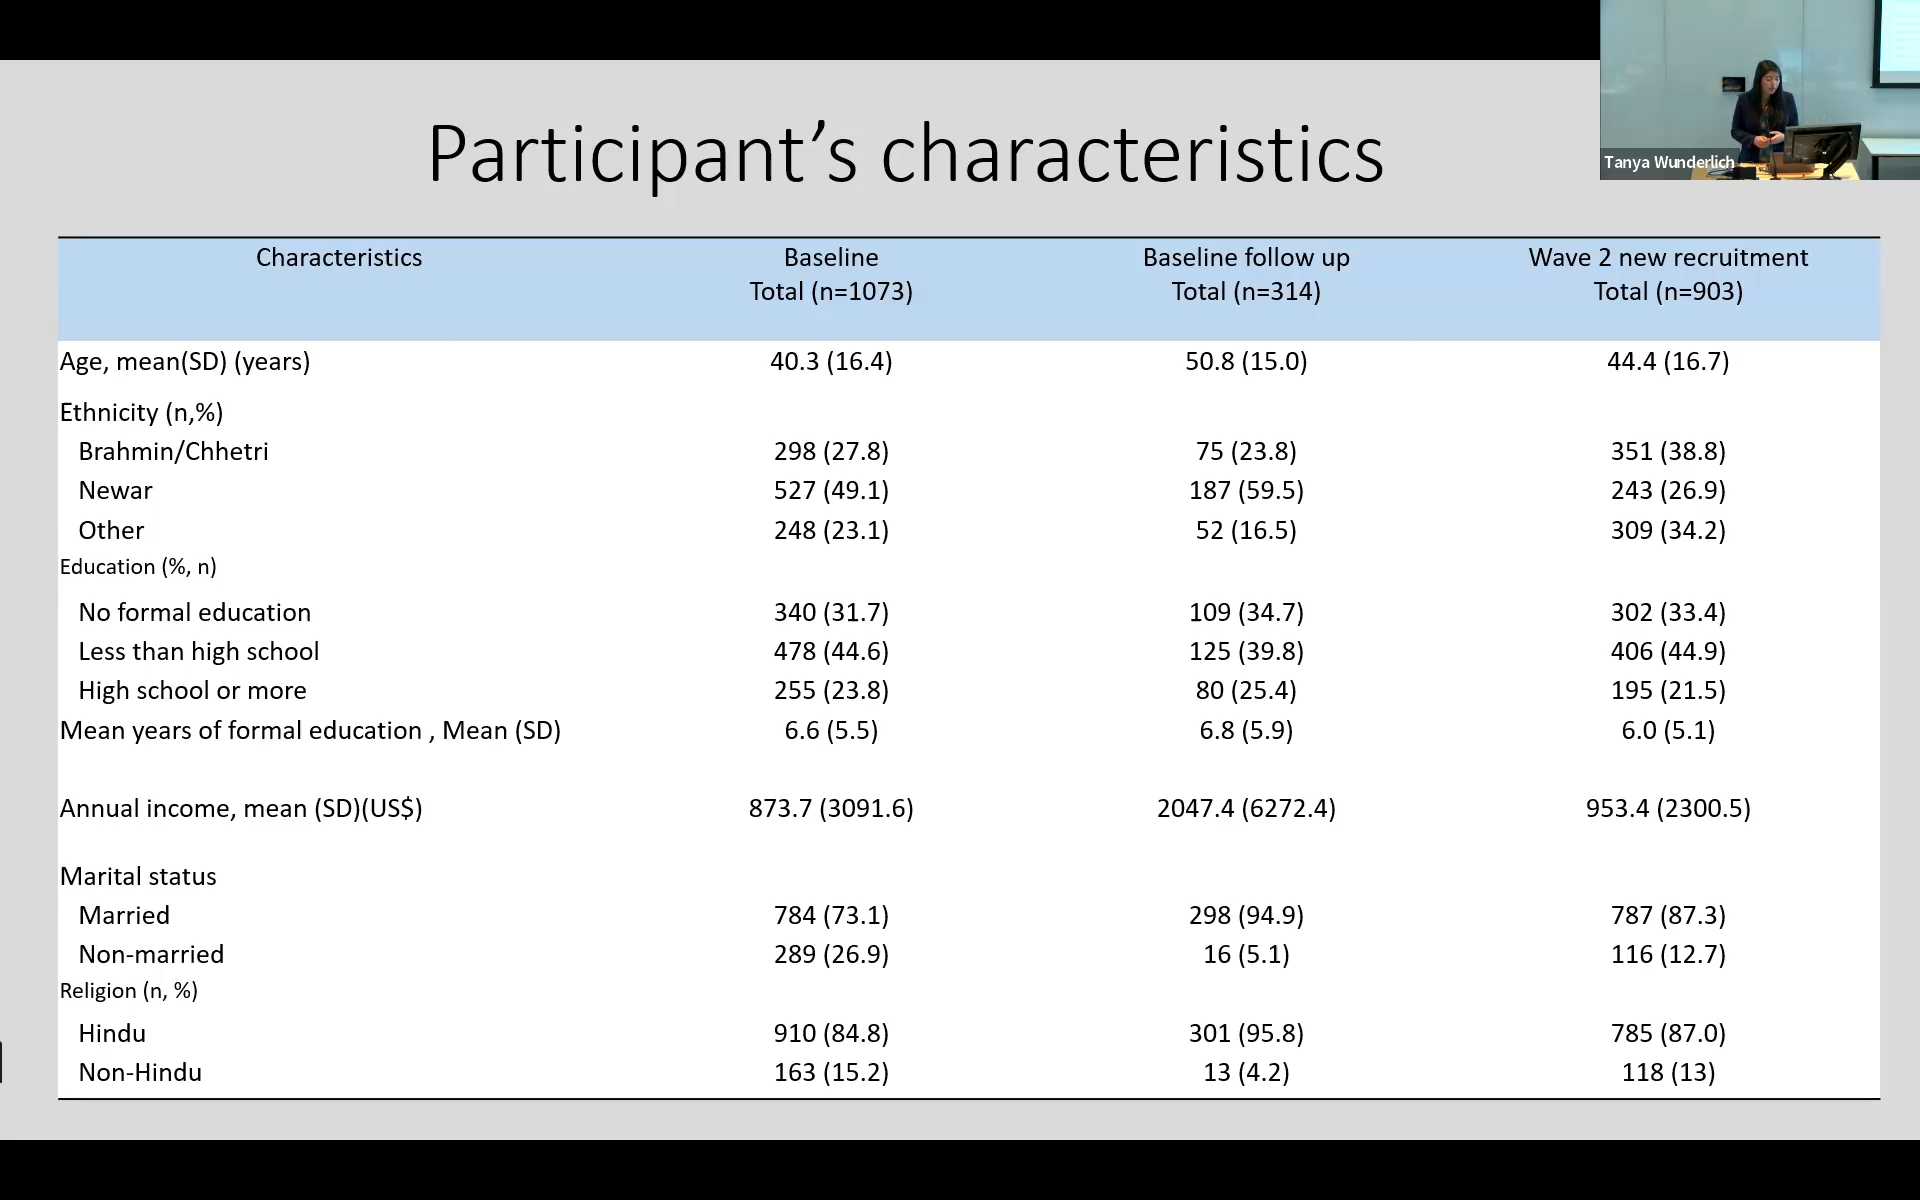 Participant’s characteristics
Tanya Wunderlich
Characteristics Baseline Baseline follow up Wave 2 new recruitment
Total (n=1073) Total (n=314) Total (n=903)
Age, mean(SD) (years) 40.3 (16.4) 50.8 (15.0) 44.4 (16.7)
Ethnicity (n,%)
Brahmin/Chhetri 298 (27.8) 75 (23.8) 351 (38.8)
Newar 527 (49.1) 187 (59.5) 243 (26.9)
Other 248 (23.1) 52 (16.5) 309 (34.2)
Education (%, n)
No formal education 340 (31.7) 109 (34.7) 302 (33.4)
Less than high school 478 (44.6) 125 (39.8) 406 (44.9)
High school or more 255 (23.8) 80 (25.4) 195 (21.5)
Mean years of formal education , Mean (SD) 6.6 (5.5) 6.8 (5.9) 6.0 (5.1)
Annual income, mean (SD)(US$) 873.7 (3091.6) 2047.4 (6272.4) 953.4 (2300.5)
Marital status
Married 784 (73.1) 298 (94.9) 787 (87.3)
Non-married 289 (26.9) 16 (5.1) 116 (12.7)
Religion (n, %)
Hindu 910 (84.8) 301 (95.8) 785 (87.0)
Non-Hindu 163 (15.2) 13 (4.2) 118 (13)